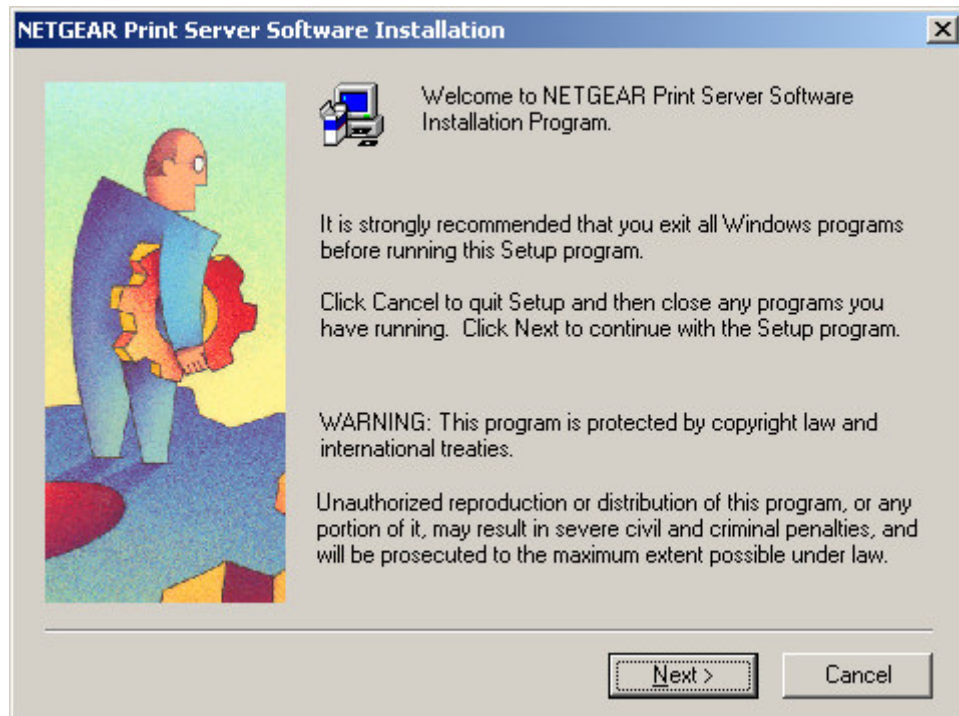 NETGEAR Print Server Software Installation
Welcome to NETGEAR Print Server Software
Installation Program.
It is strongly recommended that you exit all Windows programs
before running this Setup program.
Click Cancel to quit Setup and then close any programs you
have running.  Click Next to continue with the Setup program.
WARNING: This program is protected by copyright law and
international treaties.
Unauthorized reproduction or distribution of this program, or any
portion of it, may result in severe civil and criminal penalties, and
will be prosecuted to the maximum extent possible under law.
Next >
Cancel